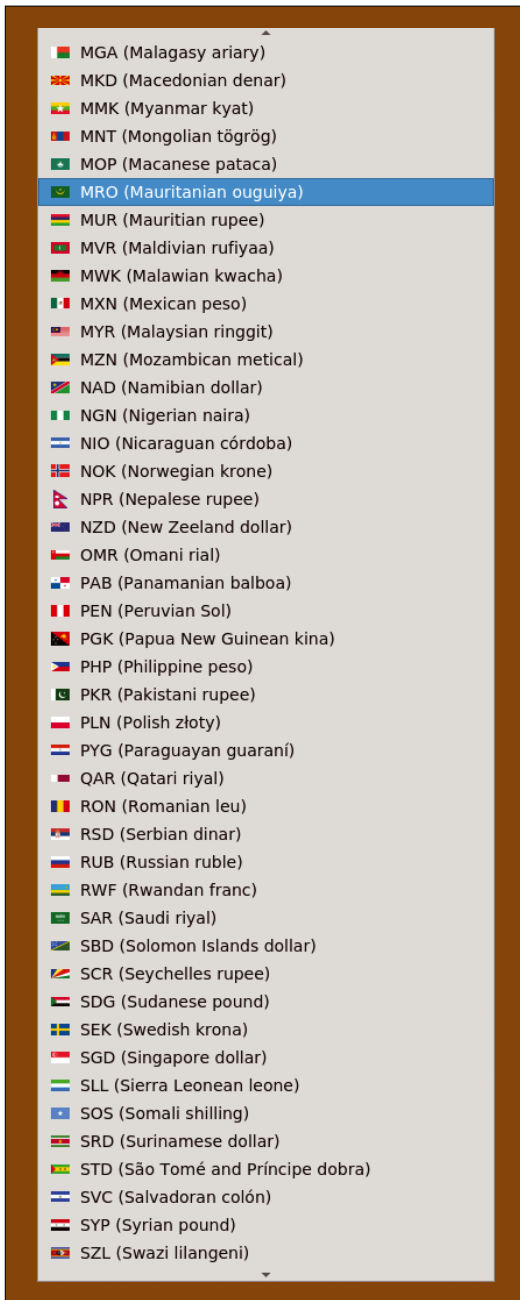 MGA (Malagasy ariary)
MKD (Macedonian denar)
MMK (Myanmar kyat)
MNT (Mongolian tögrög)
MOP (Macanese pataca)
MRO (Mauritanian ouguiya)
MUR (Mauritian rupee)
MVR (Maldivian rufiyaa)
MWK (Malawian kwacha)
MXN (Mexican peso)
MYR (Malaysian ringgit)
MZN (Mozambican metical)
NAD (Namibian dollar)
NGN (Nigerian naira)
NIO (Nicaraguan córdoba)
NOK (Norwegian krone)
NPR (Nepalese rupee)
NZD (New Zeeland dollar)
OMR (Omani rial)
PAB (Panamanian balboa)
PEN (Peruvian Sol)
PGK (Papua New Guinean kina)
PHP (Philippine peso)
PKR (Pakistani rupee)
PLN (Polish złoty)
PYG (Paraguayan guaraní)
QAR (Qatari riyal)
RON (Romanian leu)
RSD (Serbian dinar)
RUB (Russian ruble)
RWF (Rwandan franc)
SAR (Saudi riyal)
SBD (Solomon Islands dollar)
SCR (Seychelles rupee)
SDG (Sudanese pound)
SEK (Swedish krona)
SGD (Singapore dollar)
SLL (Sierra Leonean leone)
SOS (Somali shilling)
SRD (Surinamese dollar)
STD (São Tomé and Príncipe dobra)
SVC (Salvadoran colón)
SYP (Syrian pound)
SZL (Swazi lilangeni)